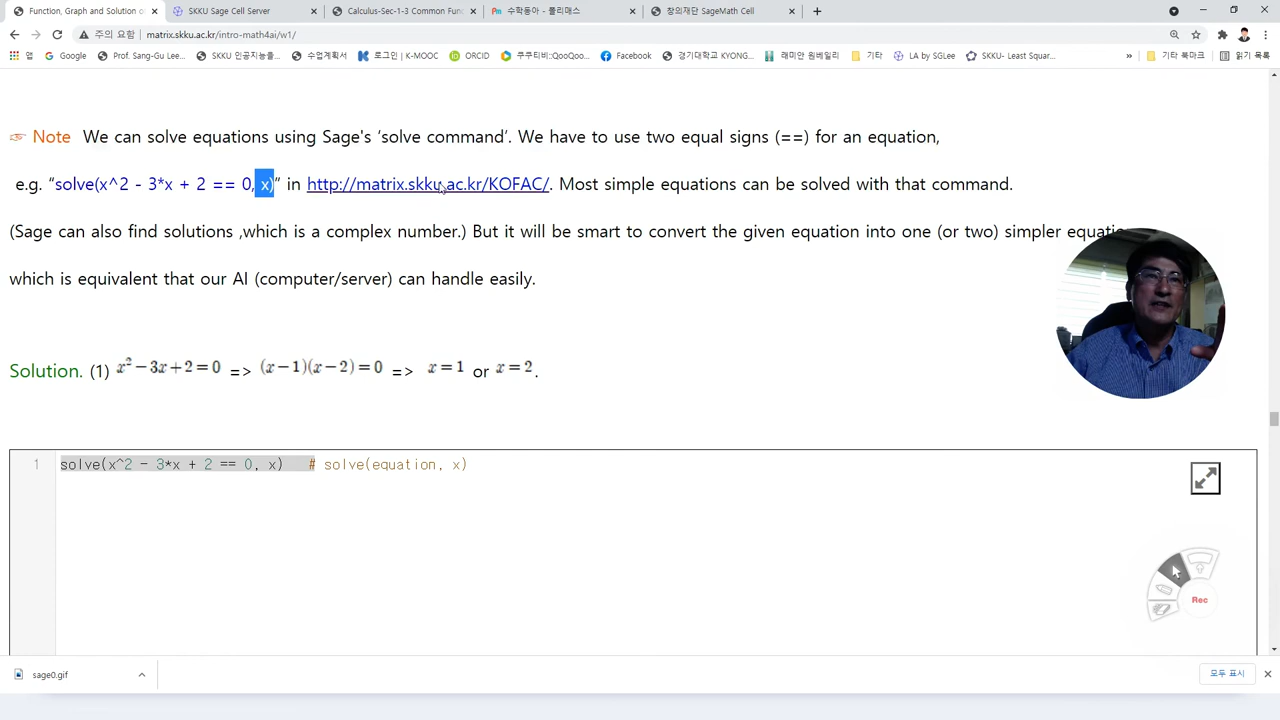 Function, Graph and Solution o
SKKU Sage Cell Server
Calculus-Sec-1-3 Common Fun
수학동아 - 폴리매스
창의재단 SageMath Cell
주의 요함 | matrix.skku.ac.kr/intro-math4ai/w1/
앱
Google
Prof. Sang-Gu Lee...
SKKU 인공지능을...
수업계획서
로그인 | K-MOOC
ORCID
쿠쿠티비::QooQoo...
Facebook
경기대학교 KYONG...
래미안 원베일리
기타
LA by SGLee
SKKU- Least Squar...
»
기타 북마크
읽기 목록
☞ Note We can solve equations using Sage's ‘solve command’. We have to use two equal signs (==) for an equation,
e.g. “solve(x^2 - 3*x + 2 == 0, x)” in http://matrix.skku.ac.kr/KOFAC/. Most simple equations can be solved with that command.
(Sage can also find solutions ,which is a complex number.) But it will be smart to convert the given equation into one (or two) simpler equatio
which is equivalent that our AI (computer/server) can handle easily.
Solution. (1) x² − 3x + 2 = 0 => (x − 1)(x − 2) = 0 => x = 1 or x = 2.
1 solve(x^2 - 3*x + 2 == 0, x) # solve(equation, x)
Rec
sage0.gif
모두 표시